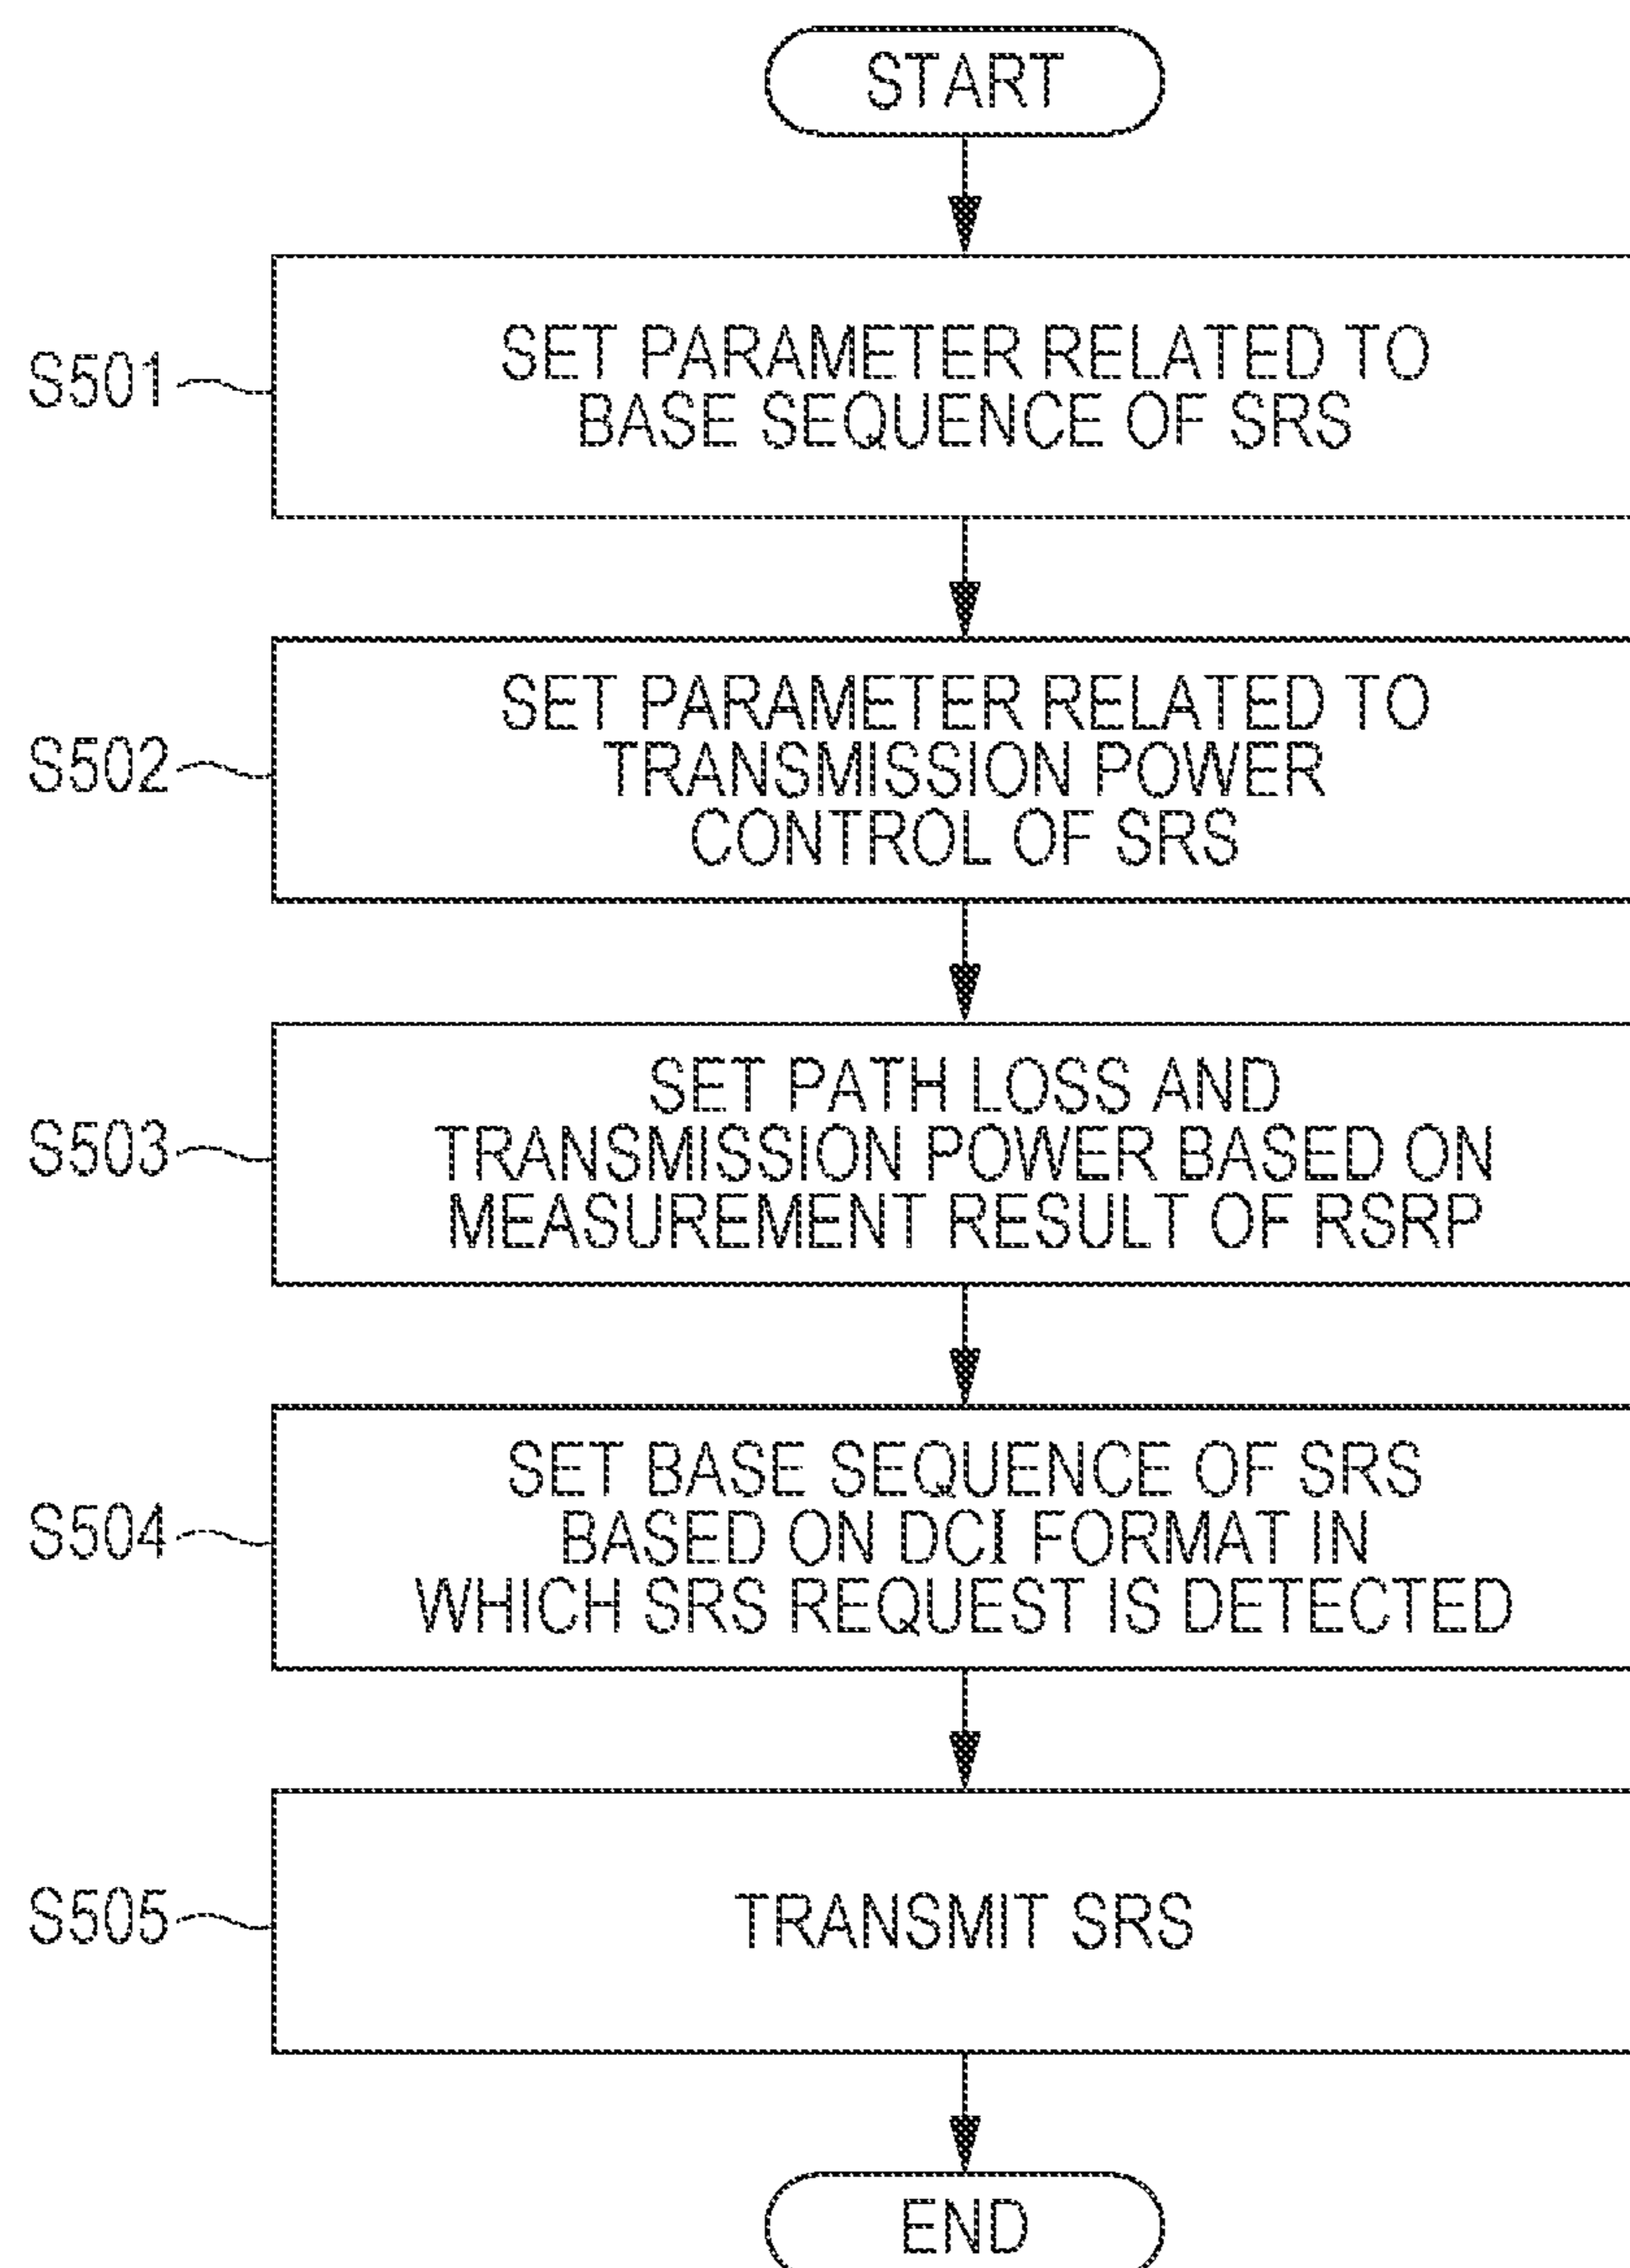 START
S501
SET PARAMETER RELATED TO
BASE SEQUENCE OF SRS
S502
SET PARAMETER RELATED TO
TRANSMISSION POWER
CONTROL OF SRS
S503
SET PATH LOSS AND
TRANSMISSION POWER BASED ON
MEASUREMENT RESULT OF RSRP
S504
SET BASE SEQUENCE OF SRS
BASED ON DCI FORMAT IN
WHICH SRS REQUEST IS DETECTED
S505
TRANSMIT SRS
END